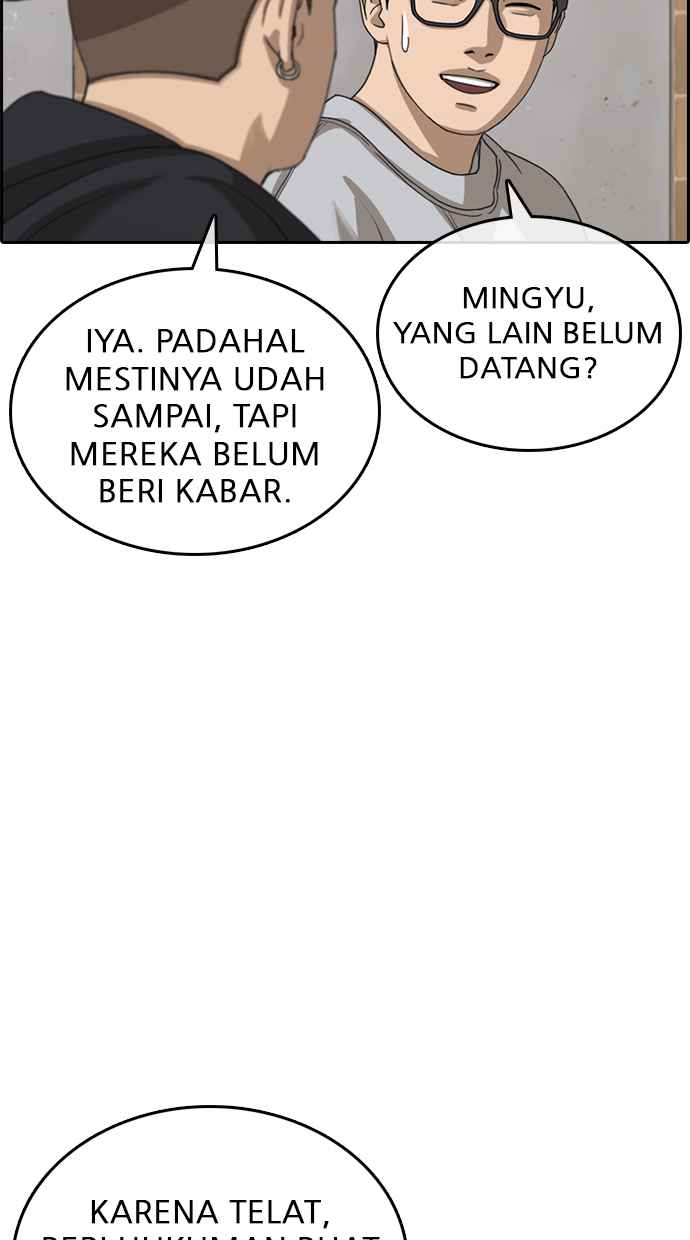 MINGYU,
YANG LAIN BELUM
DATANG?
IYA. PADAHAL
MESTINYA UDAH
SAMPAI, TAPI
MEREKA BELUM
BERI KABAR.
KARENA TELAT,